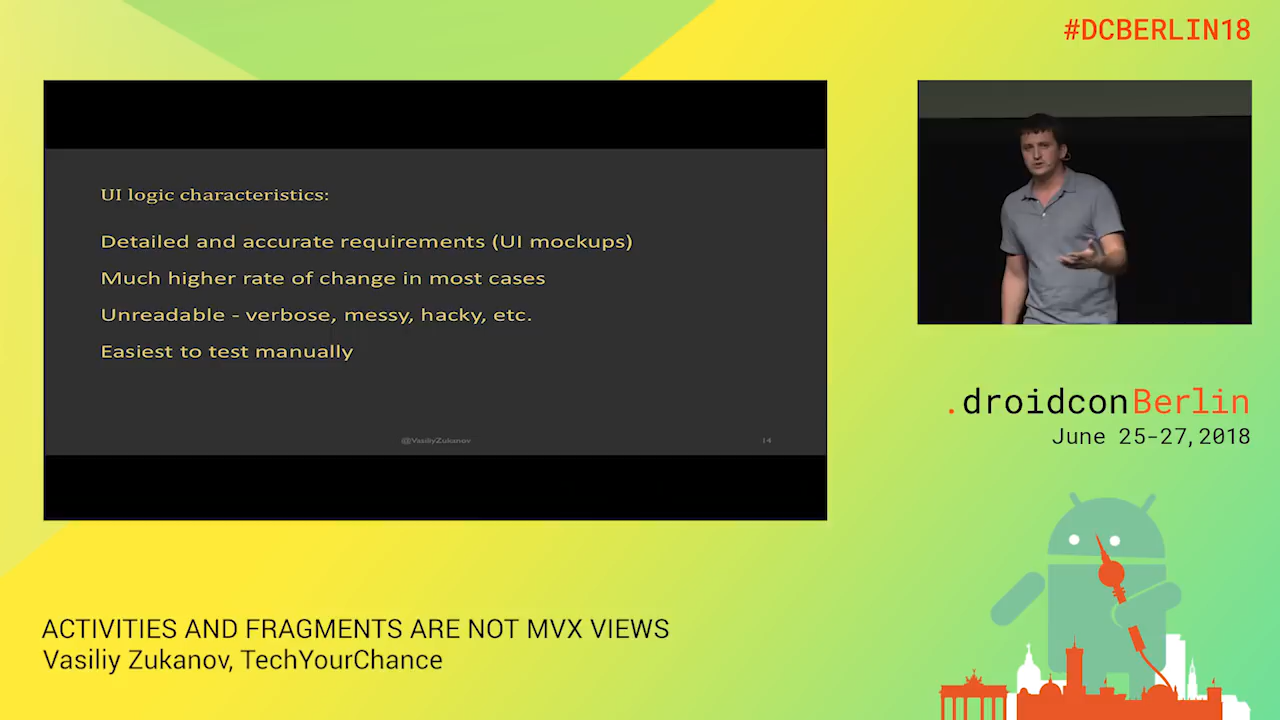 #DCBERLIN18
UI logic characteristics:
Detailed and accurate requirements (UI mockups)
Much higher rate of change in most cases
Unreadable - verbose, messy, hacky, etc.
Easiest to test manually
@VasiliyZukanov
14
.droidconBerlin
June 25-27,2018
ACTIVITIES AND FRAGMENTS ARE NOT MVX VIEWS
Vasiliy Zukanov, TechYourChance